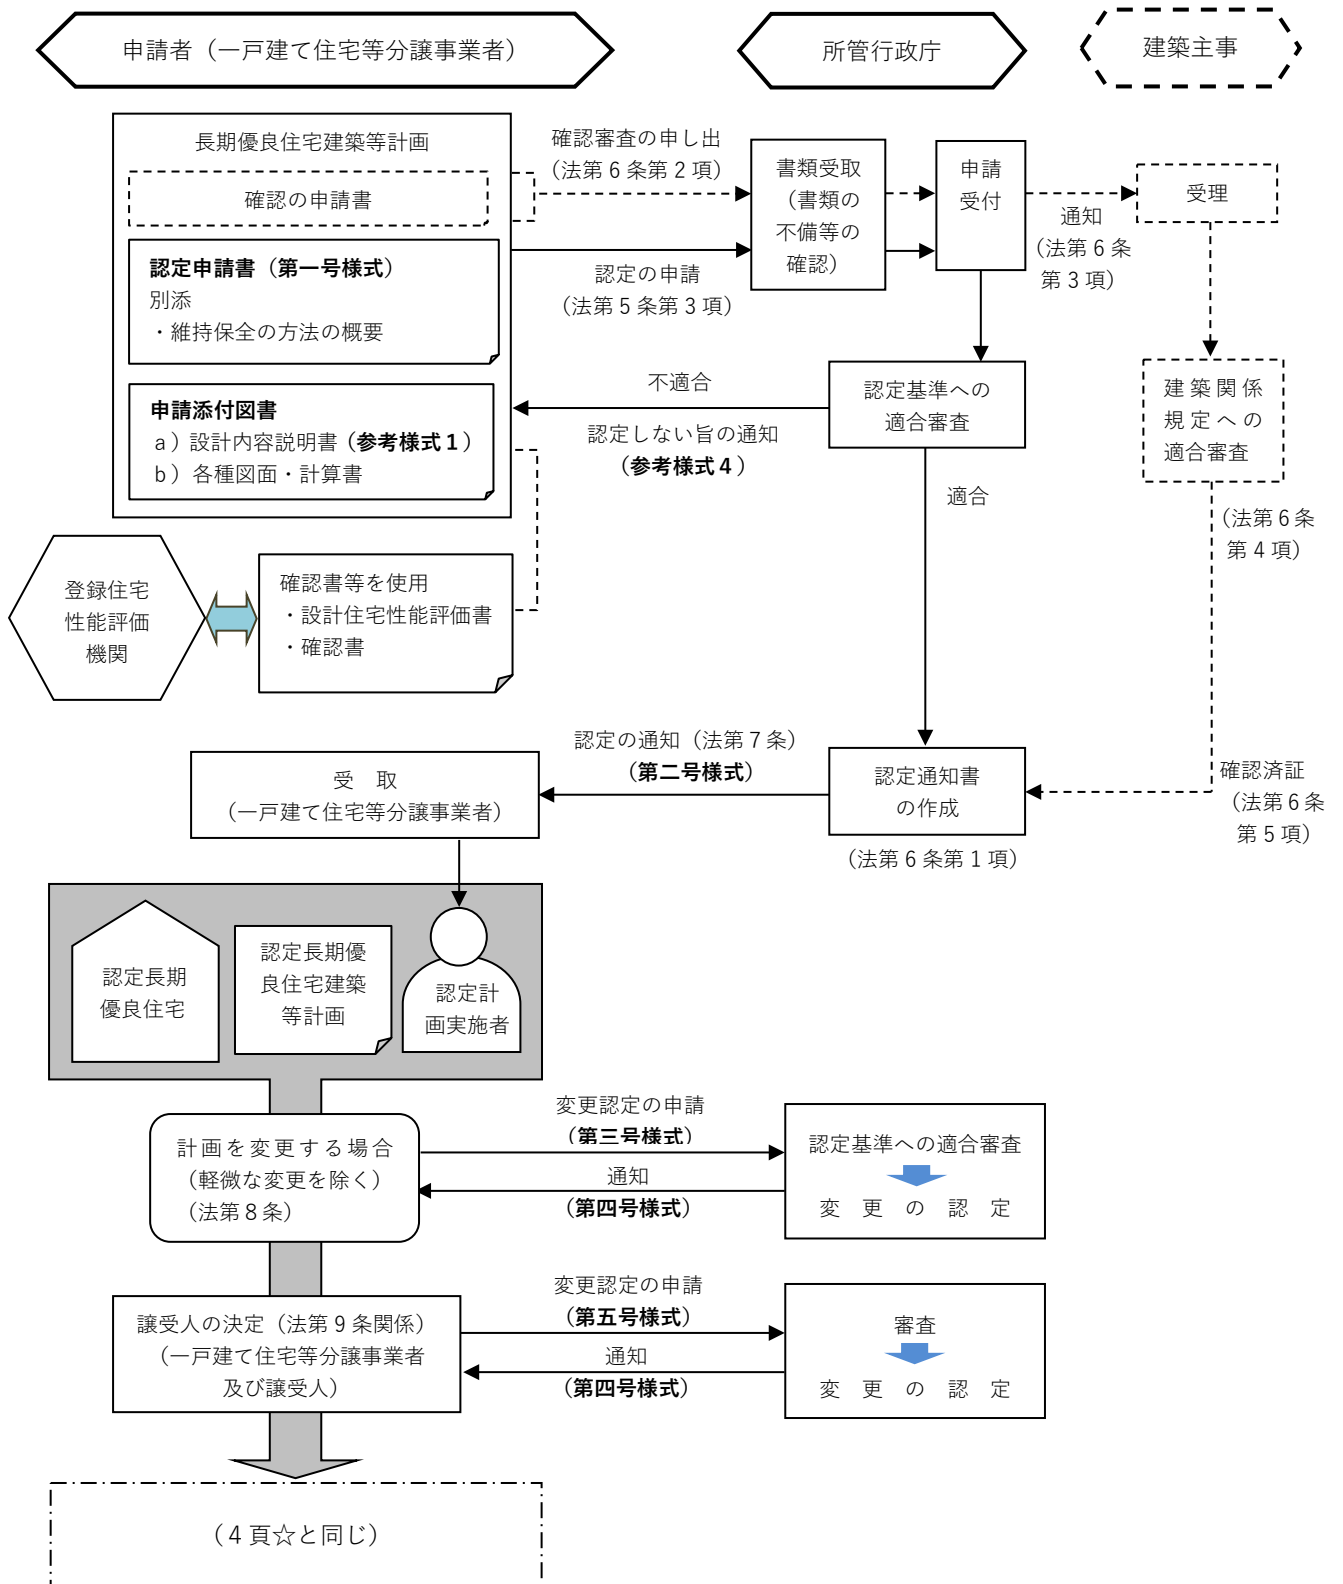 申請者（一戸建て住宅等分譲事業者）
所管行政庁
建築主事
長期優良住宅建築等計画
確認の申請書
認定申請書（第一号様式）
別添
・維持保全の方法の概要
申請添付図書
ａ）設計内容説明書（参考様式１）
ｂ）各種図面・計算書
確認審査の申し出
（法第６条第２項）
認定の申請
（法第５条第３項）
書類受取
（書類の
不備等の
確認）
申請
受付
通知
（法第６条
第３項）
受理
不適合
認定しない旨の通知
（参考様式４）
認定基準への
適合審査
適合
建築関係
規定への
適合審査
（法第６条
第４項）
登録住宅
性能評価
機関
確認書等を使用
・設計住宅性能評価書
・確認書
認定の通知（法第７条）
（第二号様式）
受　取
（一戸建て住宅等分譲事業者）
認定通知書
の作成
（法第６条第１項）
確認済証
（法第６条
第５項）
認定長期
優良住宅
認定長期優
良住宅建築
等計画
認定計
画実施者
計画を変更する場合
（軽微な変更を除く）
（法第８条）
変更認定の申請
（第三号様式）
通知
（第四号様式）
認定基準への適合審査
変　更　の　認　定
譲受人の決定（法第９条関係）
（一戸建て住宅等分譲事業者
及び譲受人）
変更認定の申請
（第五号様式）
通知
（第四号様式）
審査
変　更　の　認　定
（４頁☆と同じ）